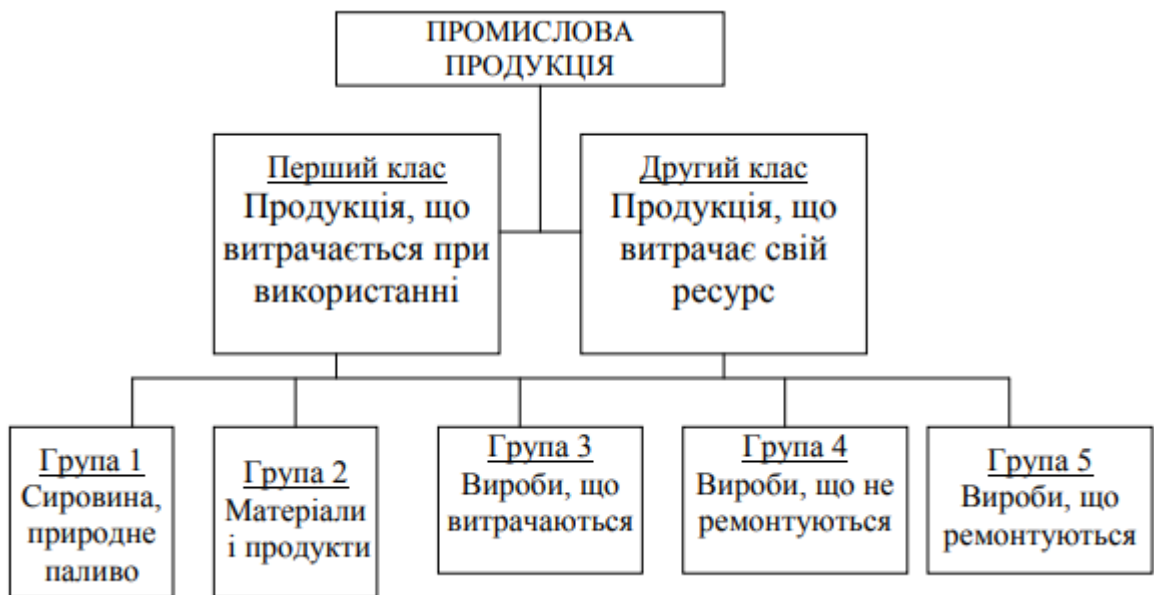 ПРОМИСЛОВА
ПРОДУКЦІЯ
Перший клас
Продукція, що
витрачається при
використанні
Другий клас
Продукція, що
витрачає свій
ресурс
Група 1
Сировина,
природне
паливо
Група 2
Матеріали
і продукти
Група 3
Вироби, що
витрачаються
Група 4
Вироби, що не
ремонтуються
Група 5
Вироби, що
ремонтуються